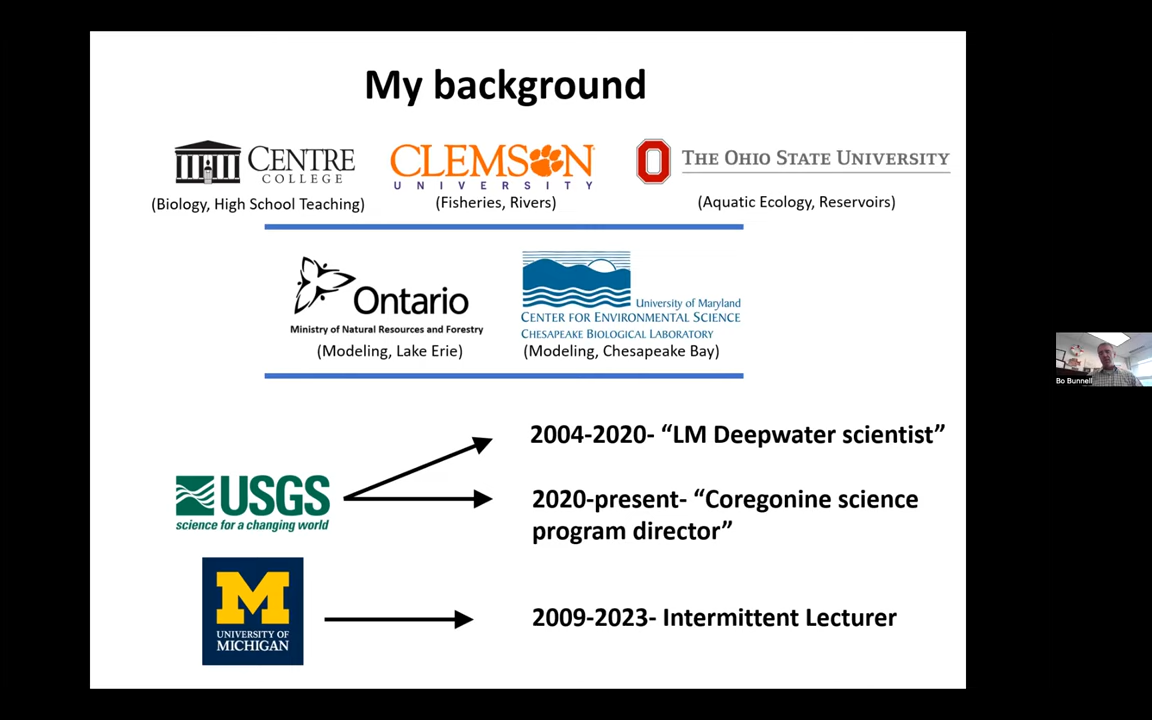 My background
CENTRE
COLLEGE
CLEMSON
UNIVERSITY
THE OHIO STATE UNIVERSITY
(Biology, High School Teaching)
(Fisheries, Rivers)
(Aquatic Ecology, Reservoirs)
Ontario
Ministry of Natural Resources and Forestry
(Modeling, Lake Erie)
University of Maryland
CENTER FOR ENVIRONMENTAL SCIENCE
CHESAPEAKE BIOLOGICAL LABORATORY
(Modeling, Chesapeake Bay)
Bo Bunnell
USGS
science for a changing world
2004-2020- “LM Deepwater scientist”
2020-present- “Coregonine science
program director”
M
UNIVERSITY OF
MICHIGAN
2009-2023- Intermittent Lecturer